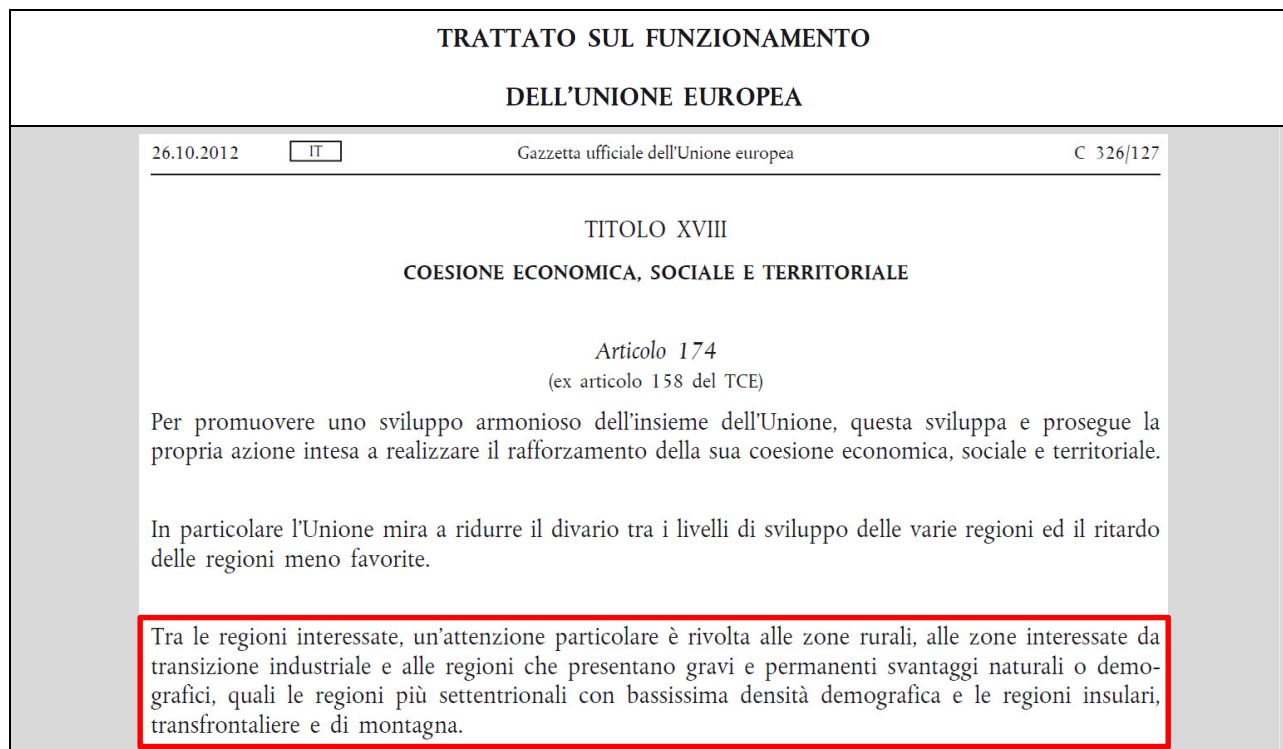 TRATTATO SUL FUNZIONAMENTO
DELL'UNIONE EUROPEA
26.10.2012 IT Gazzetta ufficiale dell'Unione europea C 326/127
TITOLO XVIII
COESIONE ECONOMICA, SOCIALE E TERRITORIALE
Articolo 174
(ex articolo 158 del TCE)
Per promuovere uno sviluppo armonioso dell'insieme dell'Unione, questa sviluppa e prosegue la
propria azione intesa a realizzare il rafforzamento della sua coesione economica, sociale e territoriale.
In particolare l'Unione mira a ridurre il divario tra i livelli di sviluppo delle varie regioni ed il ritardo
delle regioni meno favorite.
Tra le regioni interessate, un'attenzione particolare è rivolta alle zone rurali, alle zone interessate da
transizione industriale e alle regioni che presentano gravi e permanenti svantaggi naturali o demo-
grafici, quali le regioni più settentrionali con bassissima densità demografica e le regioni insulari,
transfrontaliere e di montagna.